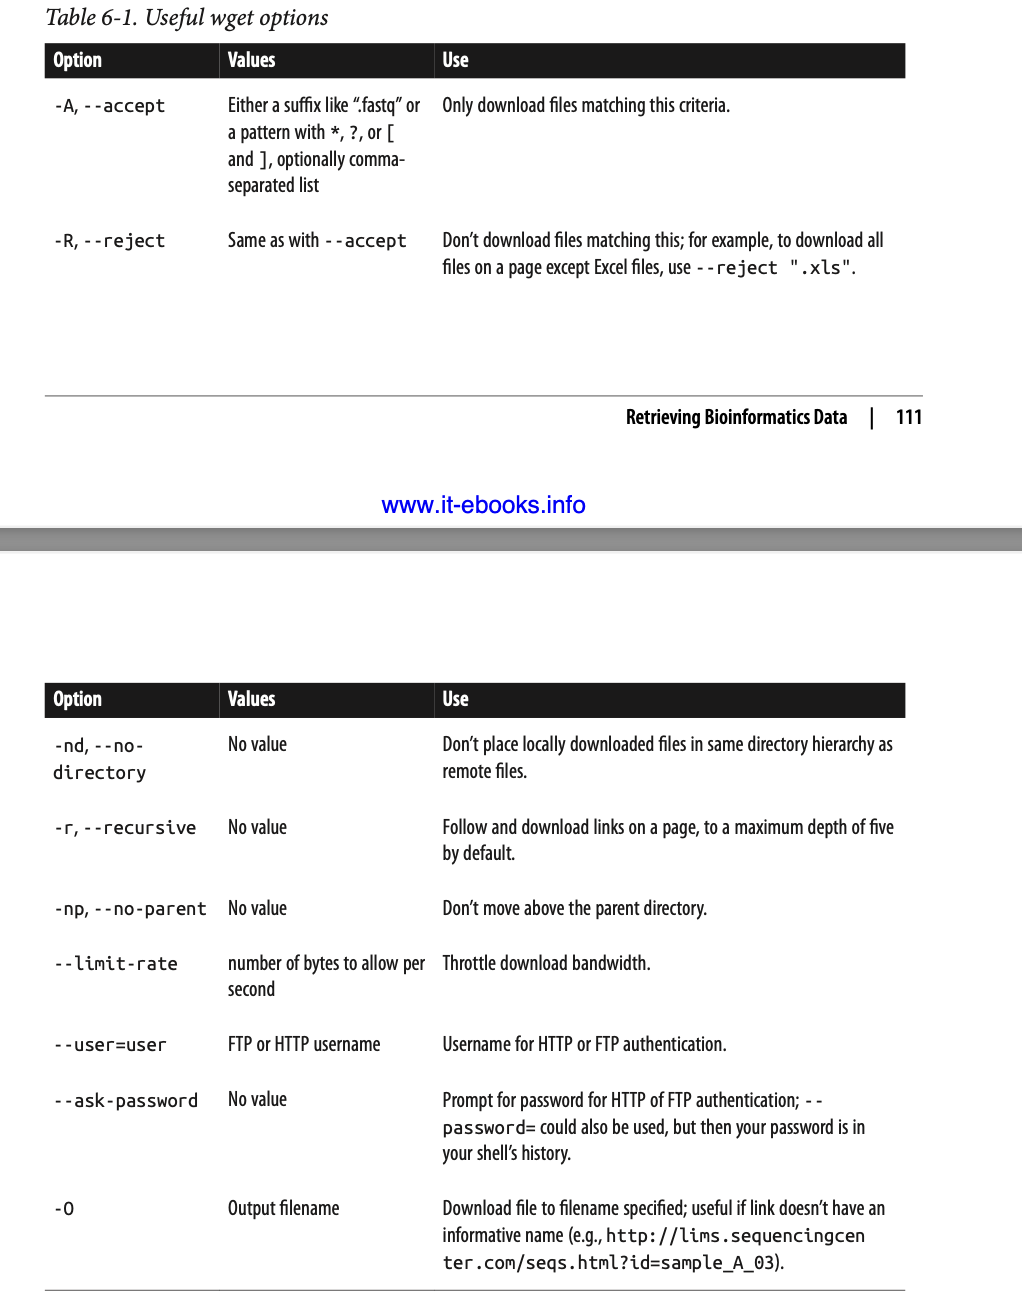 Table 6-1. Useful wget options
Option Values Use
-A, --accept Either a suffix like “.fastq” or Only download files matching this criteria.
a pattern with *, ?, or [
and ], optionally comma-
separated list
-R, --reject Same as with --accept Don’t download files matching this; for example, to download all
files on a page except Excel files, use --reject ".xls".
Retrieving Bioinformatics Data | 111
www.it-ebooks.info
Option Values Use
-nd, --no- No value Don’t place locally downloaded files in same directory hierarchy as
directory remote files.
-r, --recursive No value Follow and download links on a page, to a maximum depth of five
by default.
-np, --no-parent No value Don’t move above the parent directory.
--limit-rate number of bytes to allow per Throttle download bandwidth.
second
--user=user FTP or HTTP username Username for HTTP or FTP authentication.
--ask-password No value Prompt for password for HTTP of FTP authentication; --
password= could also be used, but then your password is in
your shell’s history.
-O Output filename Download file to filename specified; useful if link doesn’t have an
informative name (e.g., http://lims.sequencingcen
ter.com/seqs.html?id=sample_A_03).